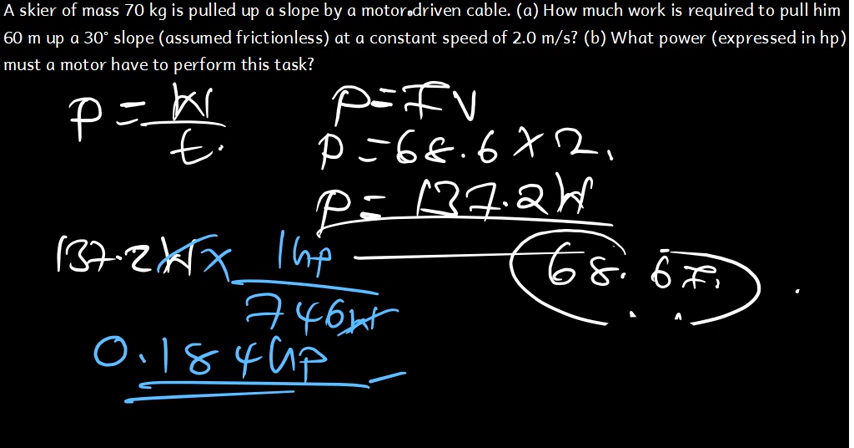 A skier of mass 70 kg is pulled up a slope by a motor-driven cable. (a) How much work is required to pull him
60 m up a 30° slope (assumed frictionless) at a constant speed of 2.0 m/s? (b) What power (expressed in hp)
must a motor have to perform this task?
P = W/t.
P = FV
P = 68.6 × 2,
P = 137.2W
137.2W × 1hp/746W
68.67,
0.184hp